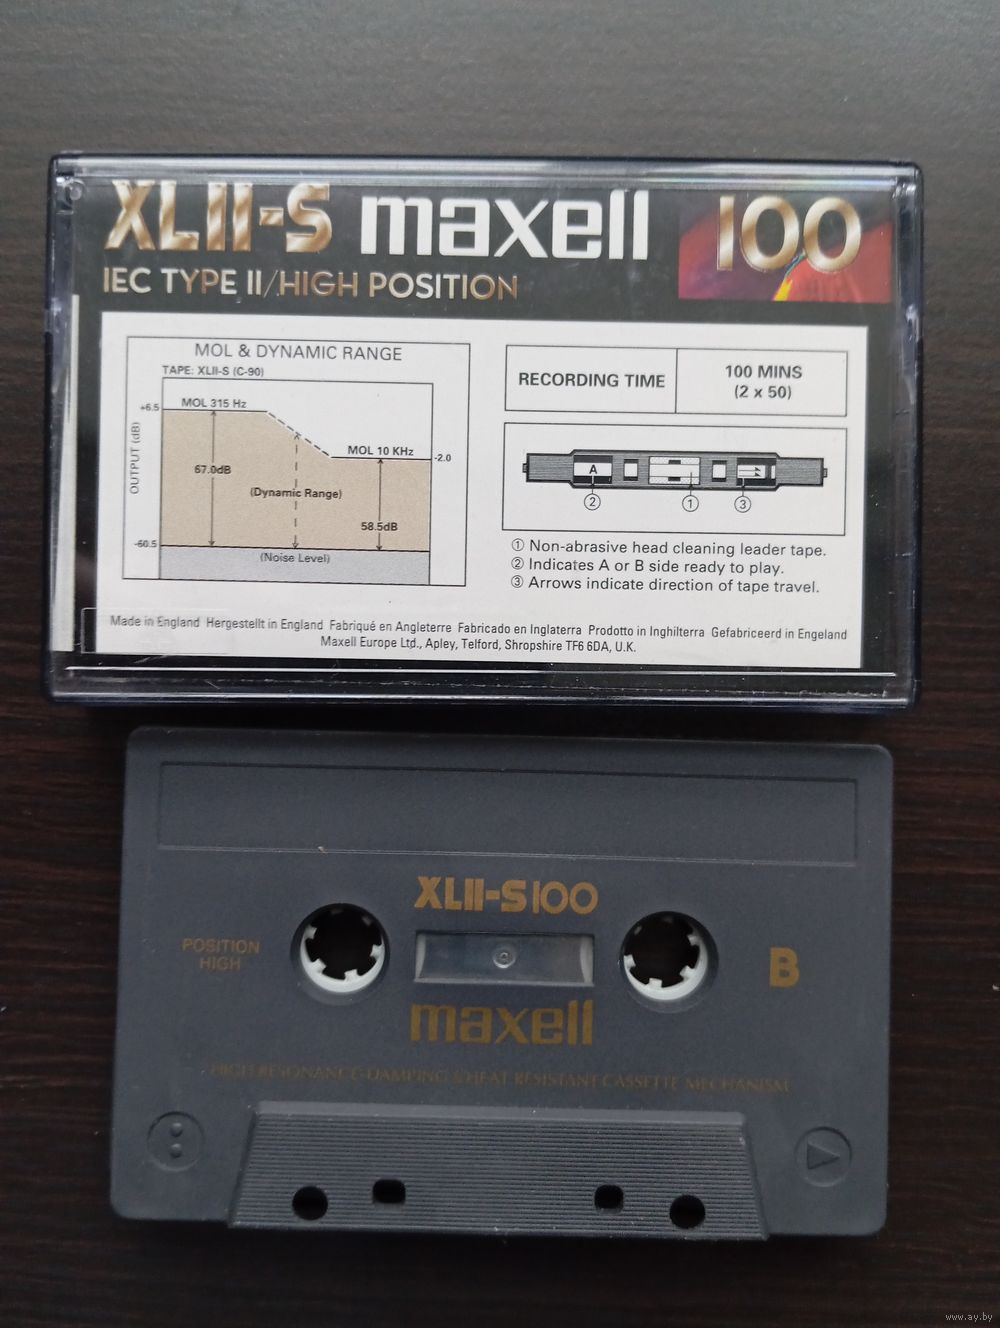 XLII-S maxell 100
IEC TYPE II/HIGH POSITION
MOL & DYNAMIC RANGE
TAPE: XLII-S (C-90)
+6.5
MOL 315 Hz
MOL 10 KHz
-2.0
OUTPUT (dB)
67.0dB
(Dynamic Range)
58.5dB
-60.5
(Noise Level)
RECORDING TIME
100 MINS
(2 x 50)
A
② ① ③
① Non-abrasive head cleaning leader tape.
② Indicates A or B side ready to play.
③ Arrows indicate direction of tape travel.
Made in England Hergestellt in England Fabriqué en Angleterre Fabricado en Inglaterra Prodotto in Inghilterra Gefabriceerd in Engeland
Maxell Europe Ltd., Apley, Telford, Shropshire TF6 6DA, U.K.
XLII-S 100
POSITION
HIGH
B
maxell
HIGH RESONANCE-DAMPING & HEAT-RESISTANT CASSETTE MECHANISM
www.ay.by